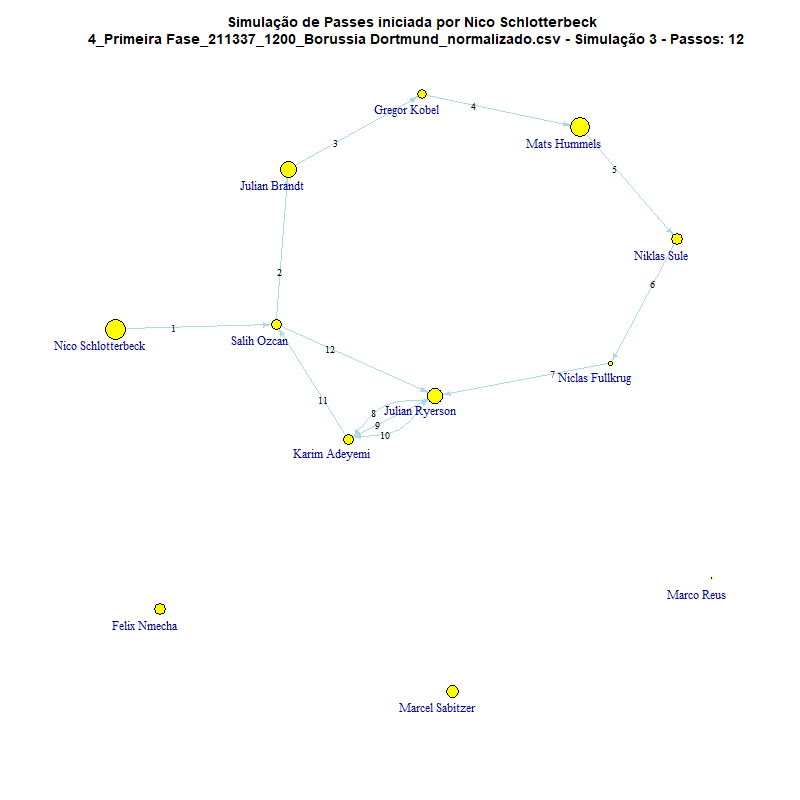 Simulação de Passes iniciada por Nico Schlotterbeck
4_Primeira Fase_211337_1200_Borussia Dortmund_normalizado.csv - Simulação 3 - Passos: 12
Gregor Kobel
4
Mats Hummels
3
5
Julian Brandt
Niklas Sule
2
6
1
Nico Schlotterbeck
Salih Ozcan
12
7
Niclas Fullkrug
11
8
Julian Ryerson
9
10
Karim Adeyemi
Marco Reus
Felix Nmecha
Marcel Sabitzer